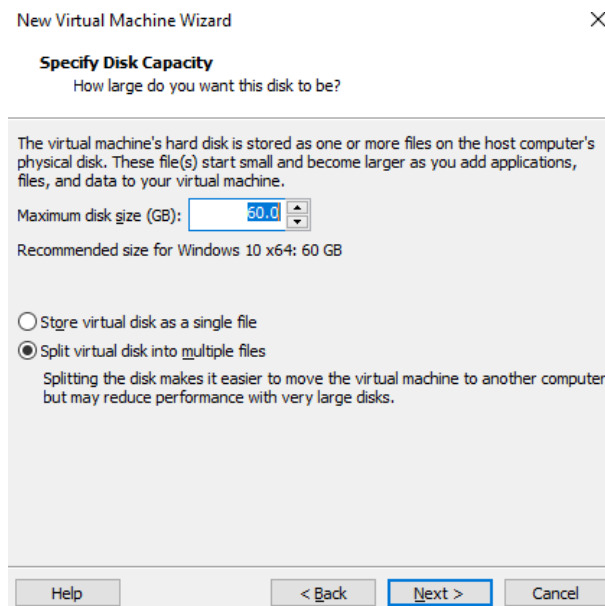 New Virtual Machine Wizard
Specify Disk Capacity
How large do you want this disk to be?
The virtual machine's hard disk is stored as one or more files on the host computer's
physical disk. These file(s) start small and become larger as you add applications,
files, and data to your virtual machine.
Maximum disk size (GB): 60.0
Recommended size for Windows 10 x64: 60 GB
Store virtual disk as a single file
Split virtual disk into multiple files
Splitting the disk makes it easier to move the virtual machine to another computer
but may reduce performance with very large disks.
Help < Back Next > Cancel